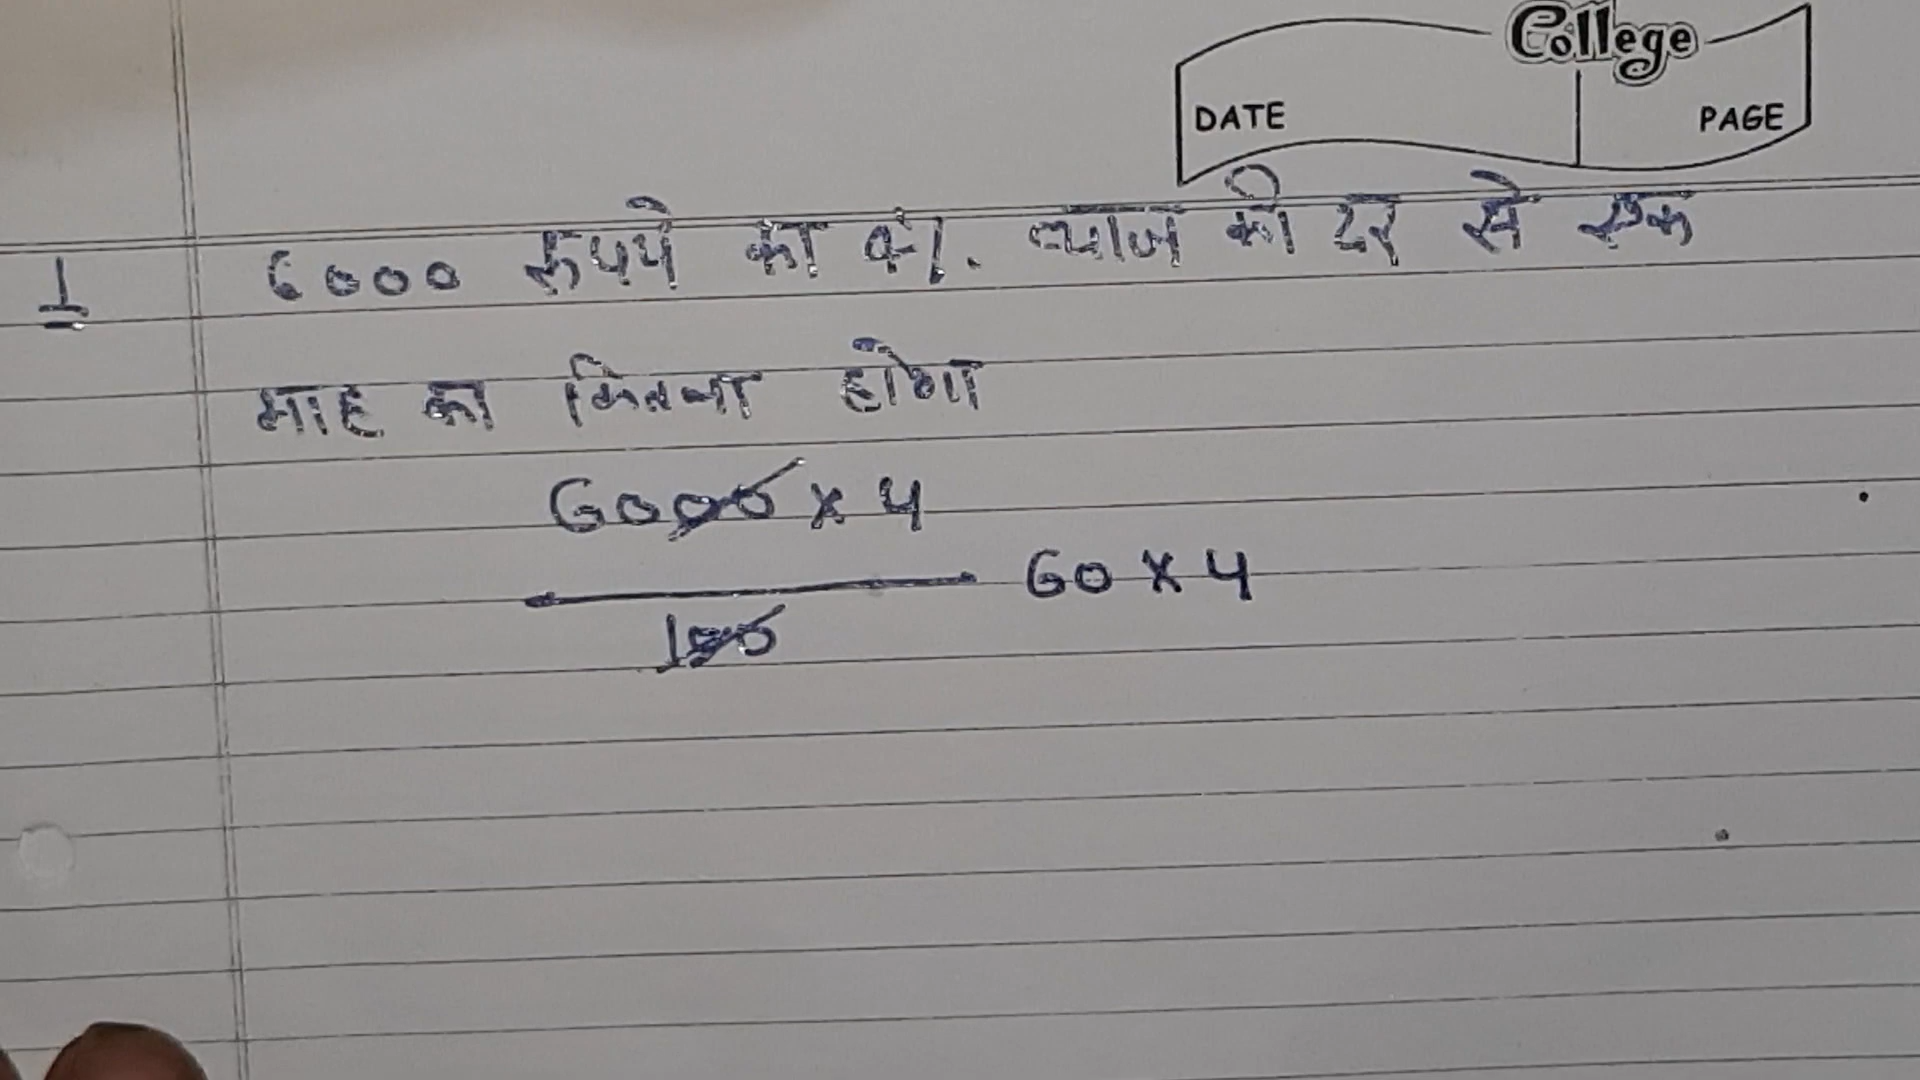 College
DATE PAGE
1 6000 रूपये का 4%. ब्याज की दर से एक
माह का कितना होगा
6000 x 4
60 x 4
100